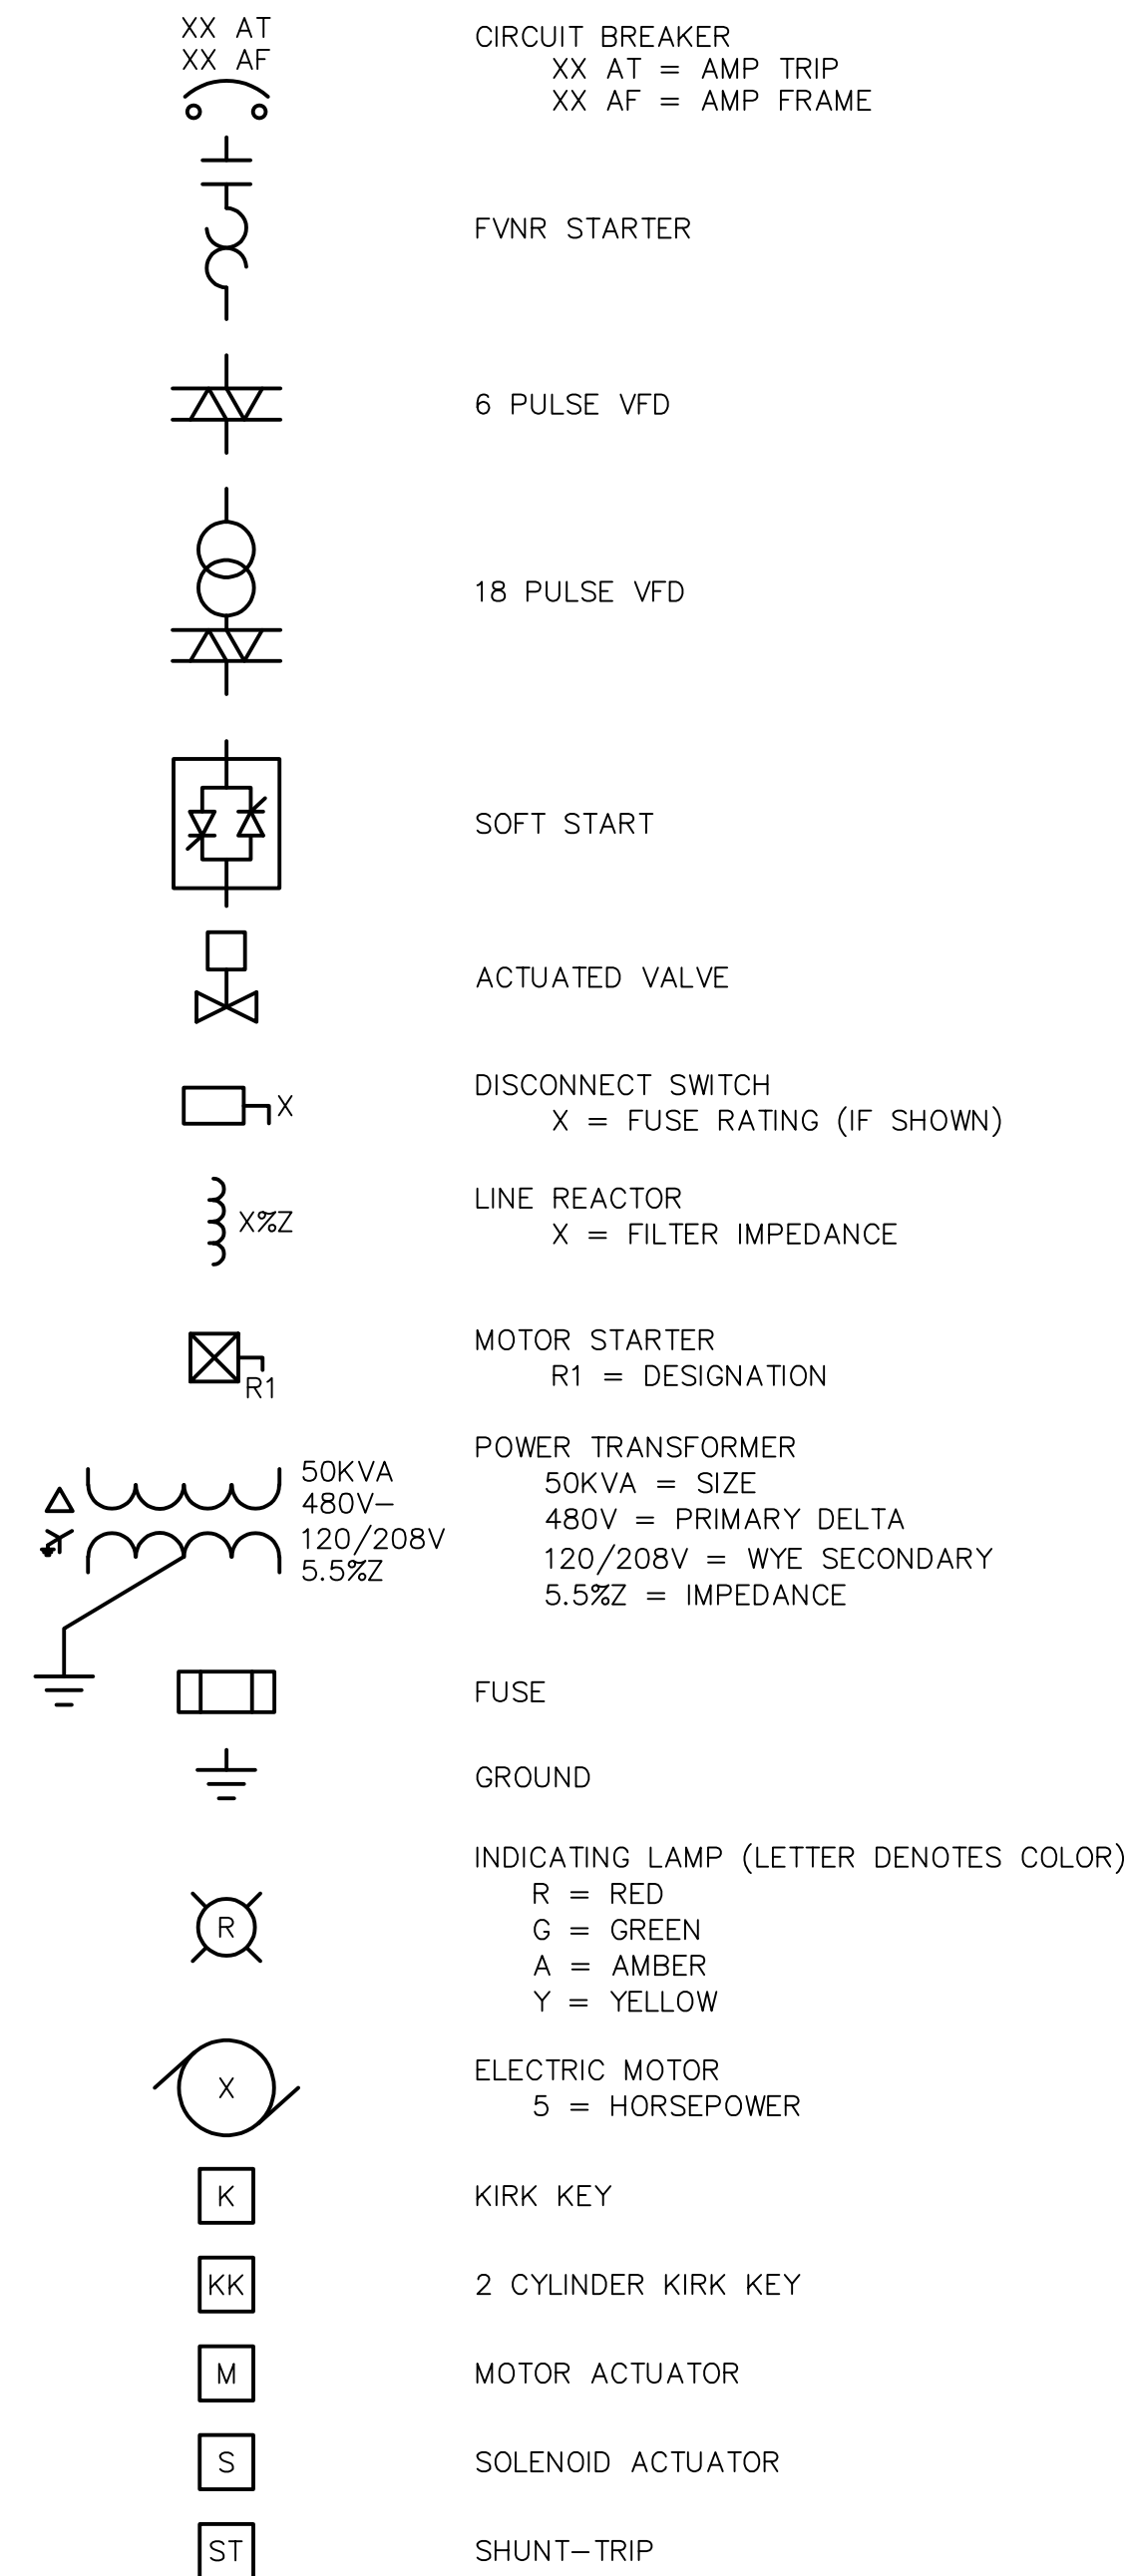 XX AT
XX AF
CIRCUIT BREAKER
XX AT = AMP TRIP
XX AF = AMP FRAME
FVNR STARTER
6 PULSE VFD
18 PULSE VFD
SOFT START
ACTUATED VALVE
X
DISCONNECT SWITCH
X = FUSE RATING (IF SHOWN)
X%Z
LINE REACTOR
X = FILTER IMPEDANCE
R1
MOTOR STARTER
R1 = DESIGNATION
50KVA
480V-
120/208V
5.5%Z
POWER TRANSFORMER
50KVA = SIZE
480V = PRIMARY DELTA
120/208V = WYE SECONDARY
5.5%Z = IMPEDANCE
FUSE
GROUND
R
INDICATING LAMP (LETTER DENOTES COLOR)
R = RED
G = GREEN
A = AMBER
Y = YELLOW
X
ELECTRIC MOTOR
5 = HORSEPOWER
K
KIRK KEY
KK
2 CYLINDER KIRK KEY
M
MOTOR ACTUATOR
S
SOLENOID ACTUATOR
ST
SHUNT-TRIP